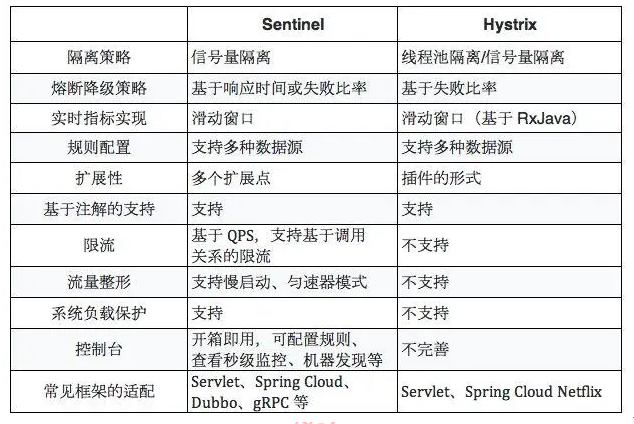 Sentinel Hystrix
隔离策略 信号量隔离 线程池隔离/信号量隔离
熔断降级策略 基于响应时间或失败比率 基于失败比率
实时指标实现 滑动窗口 滑动窗口（基于 RxJava）
规则配置 支持多种数据源 支持多种数据源
扩展性 多个扩展点 插件的形式
基于注解的支持 支持 支持
限流 基于 QPS，支持基于调用
关系的限流 不支持
流量整形 支持慢启动、匀速器模式 不支持
系统负载保护 支持 不支持
控制台 开箱即用，可配置规则、
查看秒级监控、机器发现等 不完善
常见框架的适配 Servlet、Spring Cloud、
Dubbo、gRPC 等 Servlet、Spring Cloud Netflix